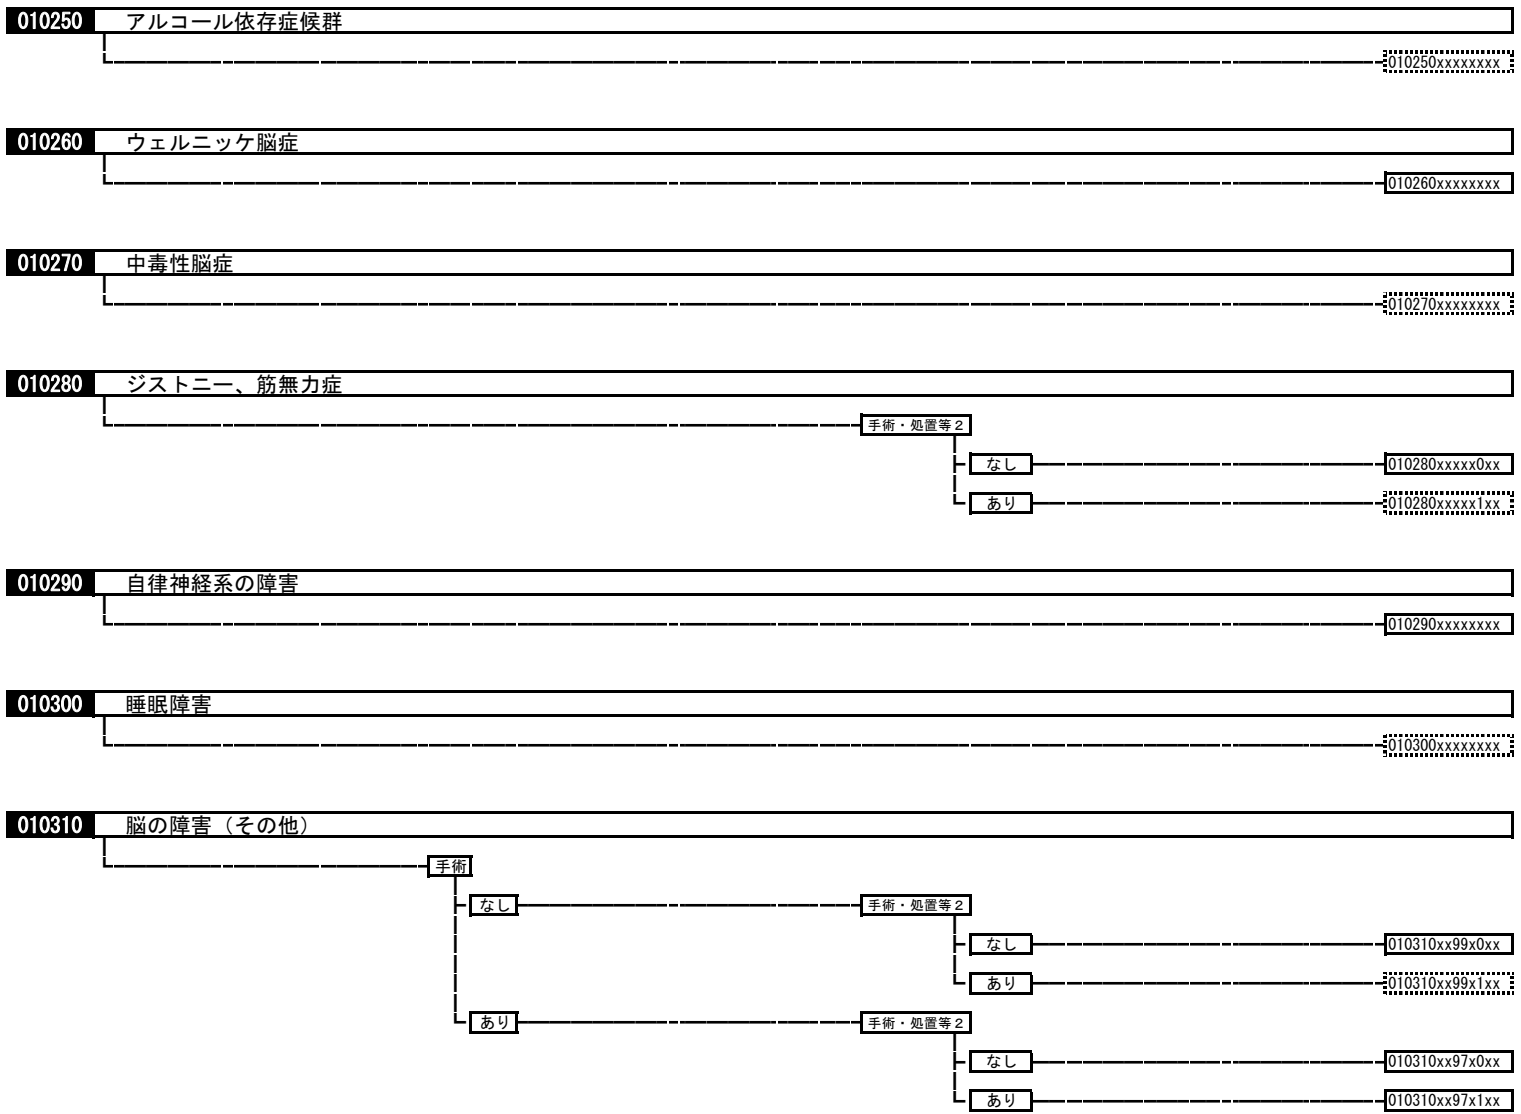 010250 アルコール依存症候群
010250xxxxxxxx
010260 ウェルニッケ脳症
010260xxxxxxxx
010270 中毒性脳症
010270xxxxxxxx
010280 ジストニー、筋無力症
手術・処置等2
なし 010280xxxxx0xx
あり 010280xxxxx1xx
010290 自律神経系の障害
010290xxxxxxxx
010300 睡眠障害
010300xxxxxxxx
010310 脳の障害（その他）
手術
なし 手術・処置等2
なし 010310xx99x0xx
あり 010310xx99x1xx
あり 手術・処置等2
なし 010310xx97x0xx
あり 010310xx97x1xx